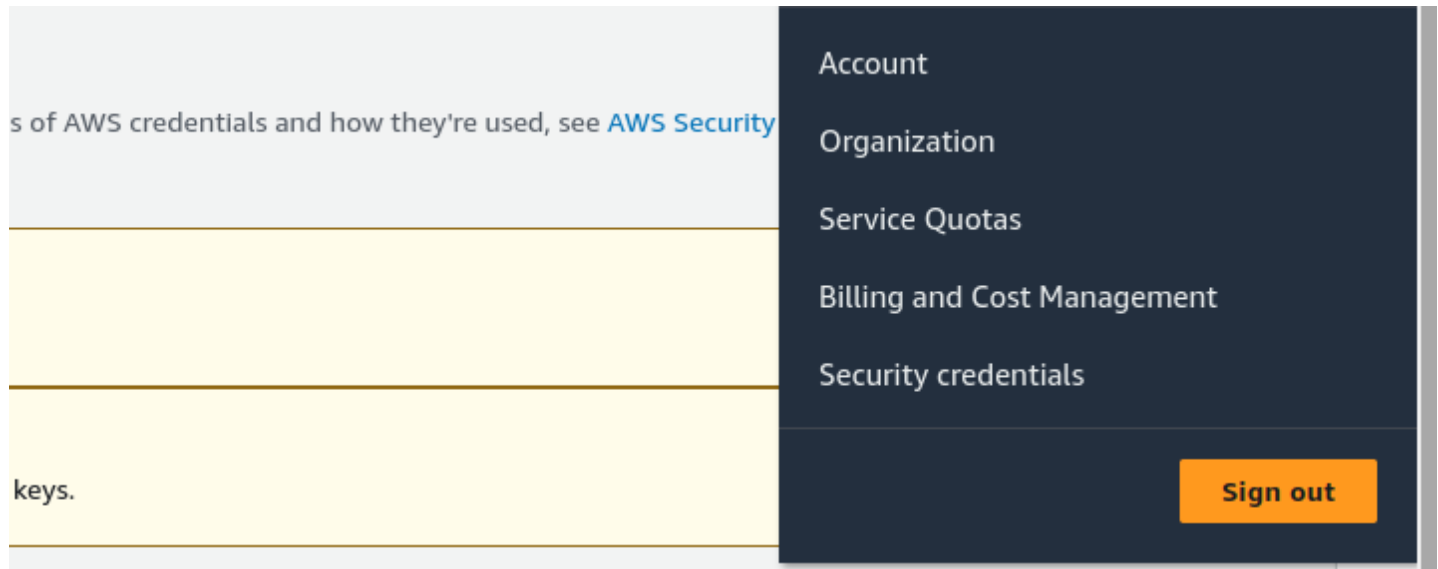 s of AWS credentials and how they're used, see AWS Security
keys.
Account
Organization
Service Quotas
Billing and Cost Management
Security credentials
Sign out